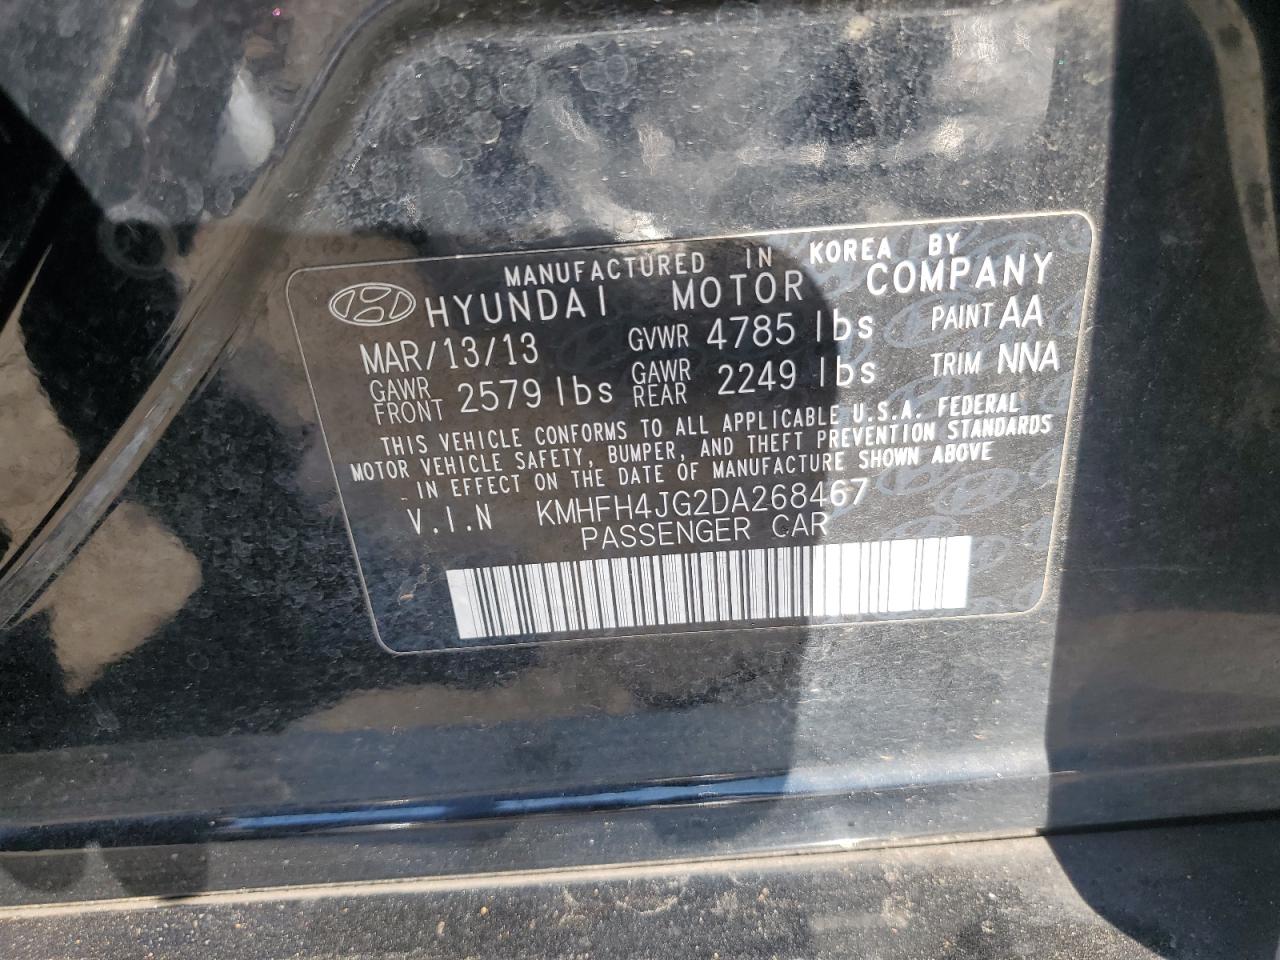 MANUFACTURED IN KOREA BY
HYUNDAI MOTOR COMPANY
MAR/13/13 GVWR 4785 lbs PAINT AA
GAWR FRONT 2579 lbs GAWR REAR 2249 lbs TRIM NNA
THIS VEHICLE CONFORMS TO ALL APPLICABLE U.S.A. FEDERAL
MOTOR VEHICLE SAFETY, BUMPER, AND THEFT PREVENTION STANDARDS
IN EFFECT ON THE DATE OF MANUFACTURE SHOWN ABOVE
V.I.N KMHFH4JG2DA268467
PASSENGER CAR